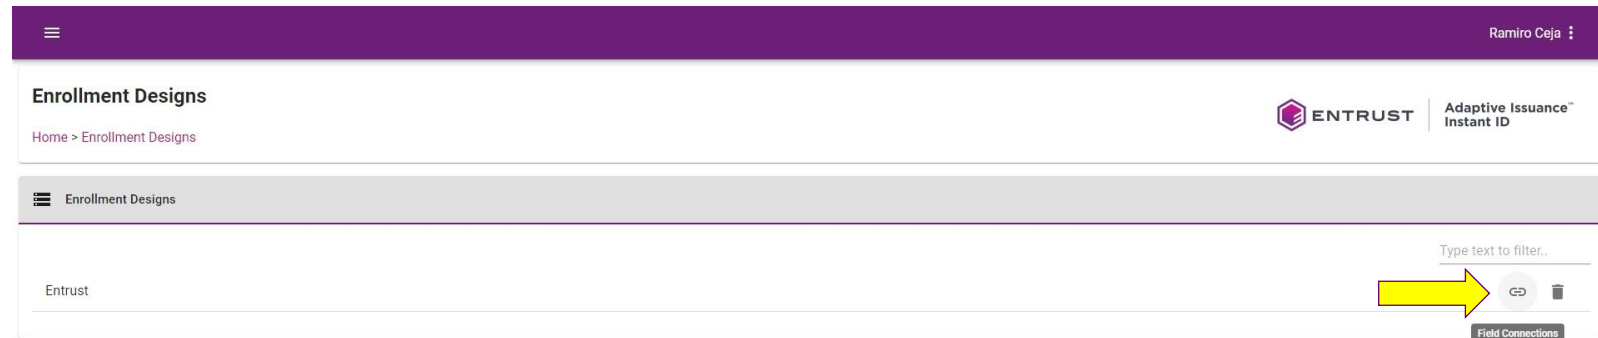 Ramiro Ceja
Enrollment Designs
Home > Enrollment Designs
ENTRUST
Adaptive Issuance™
Instant ID
Enrollment Designs
Type text to filter..
Entrust
Field Connections